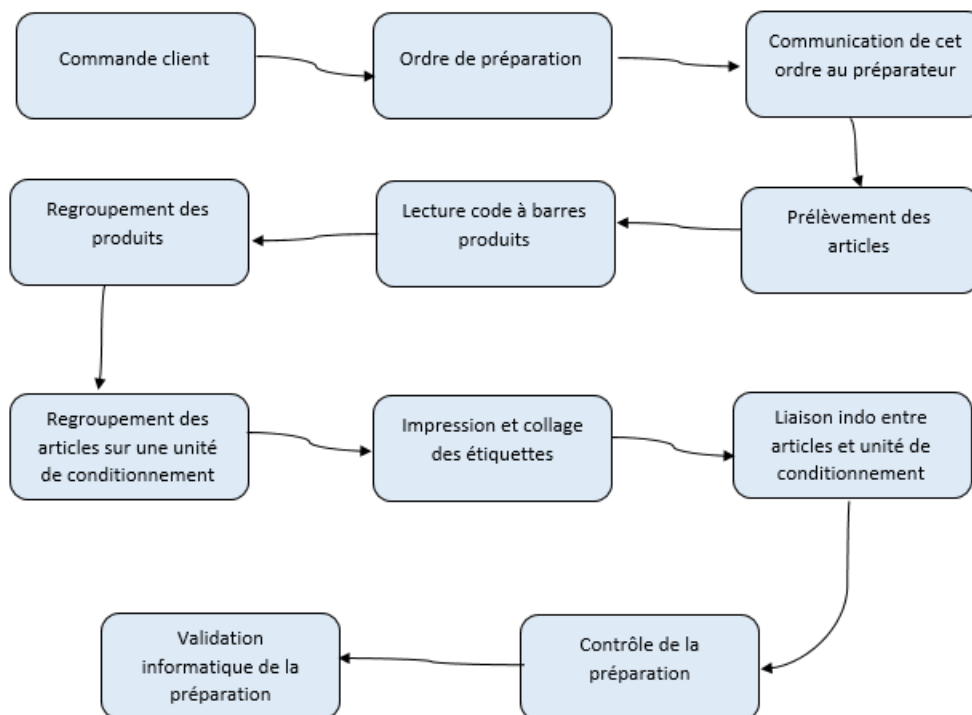 Commande client
Ordre de préparation
Communication de cet
ordre au préparateur
Prélèvement des
articles
Lecture code à barres
produits
Regroupement des
produits
Regroupement des
articles sur une unité
de conditionnement
Impression et collage
des étiquettes
Liaison indo entre
articles et unité de
conditionnement
Contrôle de la
préparation
Validation
informatique de la
préparation